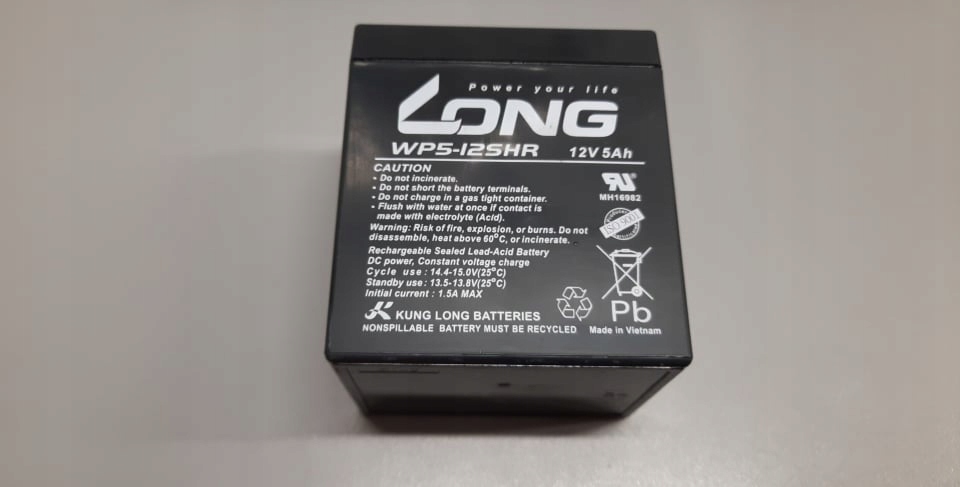 Power your life
LONG
WP5-12SHR 12V 5Ah
CAUTION
• Do not incinerate.
• Do not short the battery terminals.
• Do not charge in a gas tight container.
• Flush with water at once if contact is
made with electrolyte (Acid).
Warning: Risk of fire, explosion, or burns. Do not
disassemble, heat above 60°C, or incinerate.
Rechargeable Sealed Lead-Acid Battery
DC power, Constant voltage charge
Cycle use : 14.4-15.0V(25°C)
Standby use : 13.5-13.8V(25°C)
Initial current : 1.5A MAX
KUNG LONG BATTERIES
NONSPILLABLE BATTERY MUST BE RECYCLED
MH16982
ISO 9001
Pb
Made in Vietnam